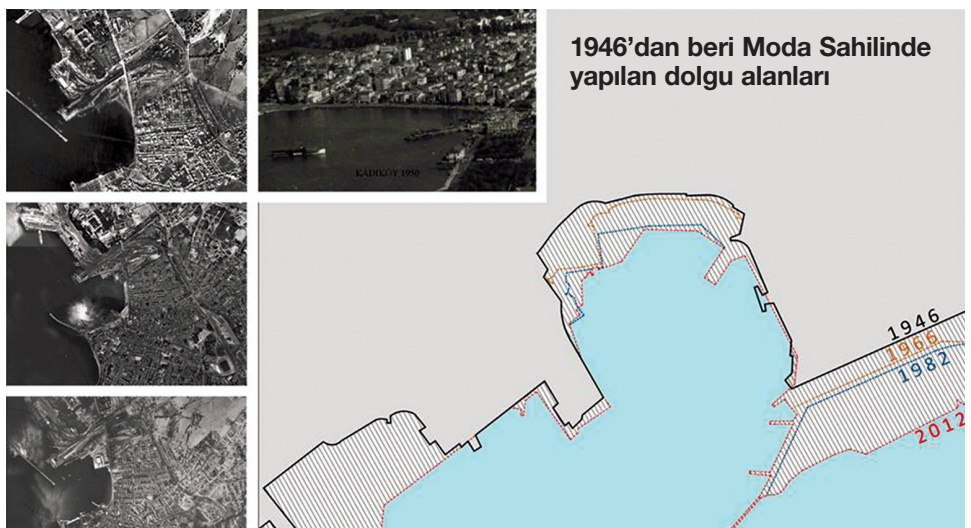 1946’dan beri Moda Sahilinde
yapılan dolgu alanları
KADIKÖY 1950
1946
1966
1982
2012